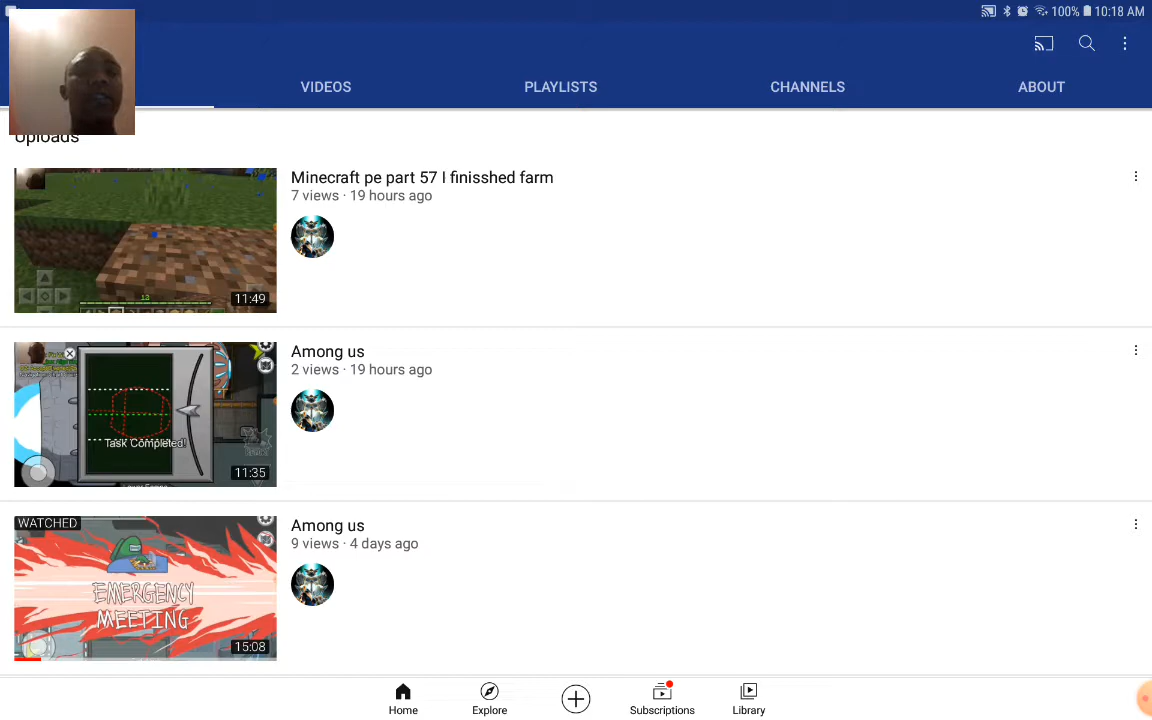 100% 10:18 AM
VIDEOS PLAYLISTS CHANNELS ABOUT
Uploads
Minecraft pe part 57 I finisshed farm
7 views · 19 hours ago
13
11:49
Among us
2 views · 19 hours ago
Task Completed!
11:35
WATCHED
Among us
9 views · 4 days ago
EMERGENCY
MEETING
15:08
Home Explore Subscriptions Library